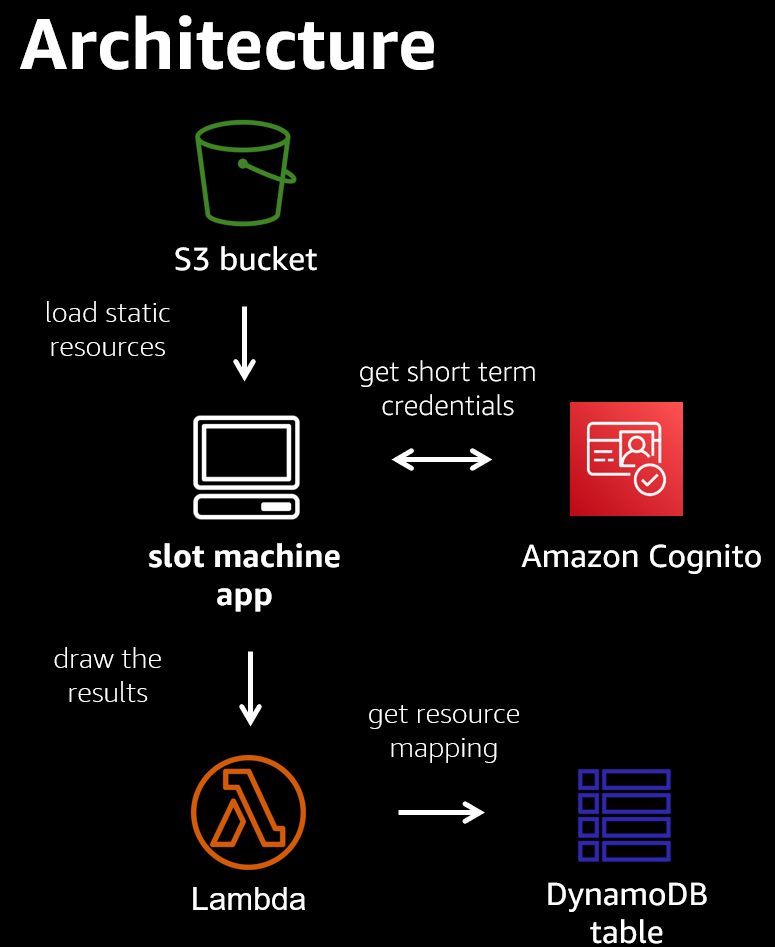 Architecture
S3 bucket
load static
resources
get short term
credentials
slot machine
app
Amazon Cognito
draw the
results
get resource
mapping
Lambda
DynamoDB
table